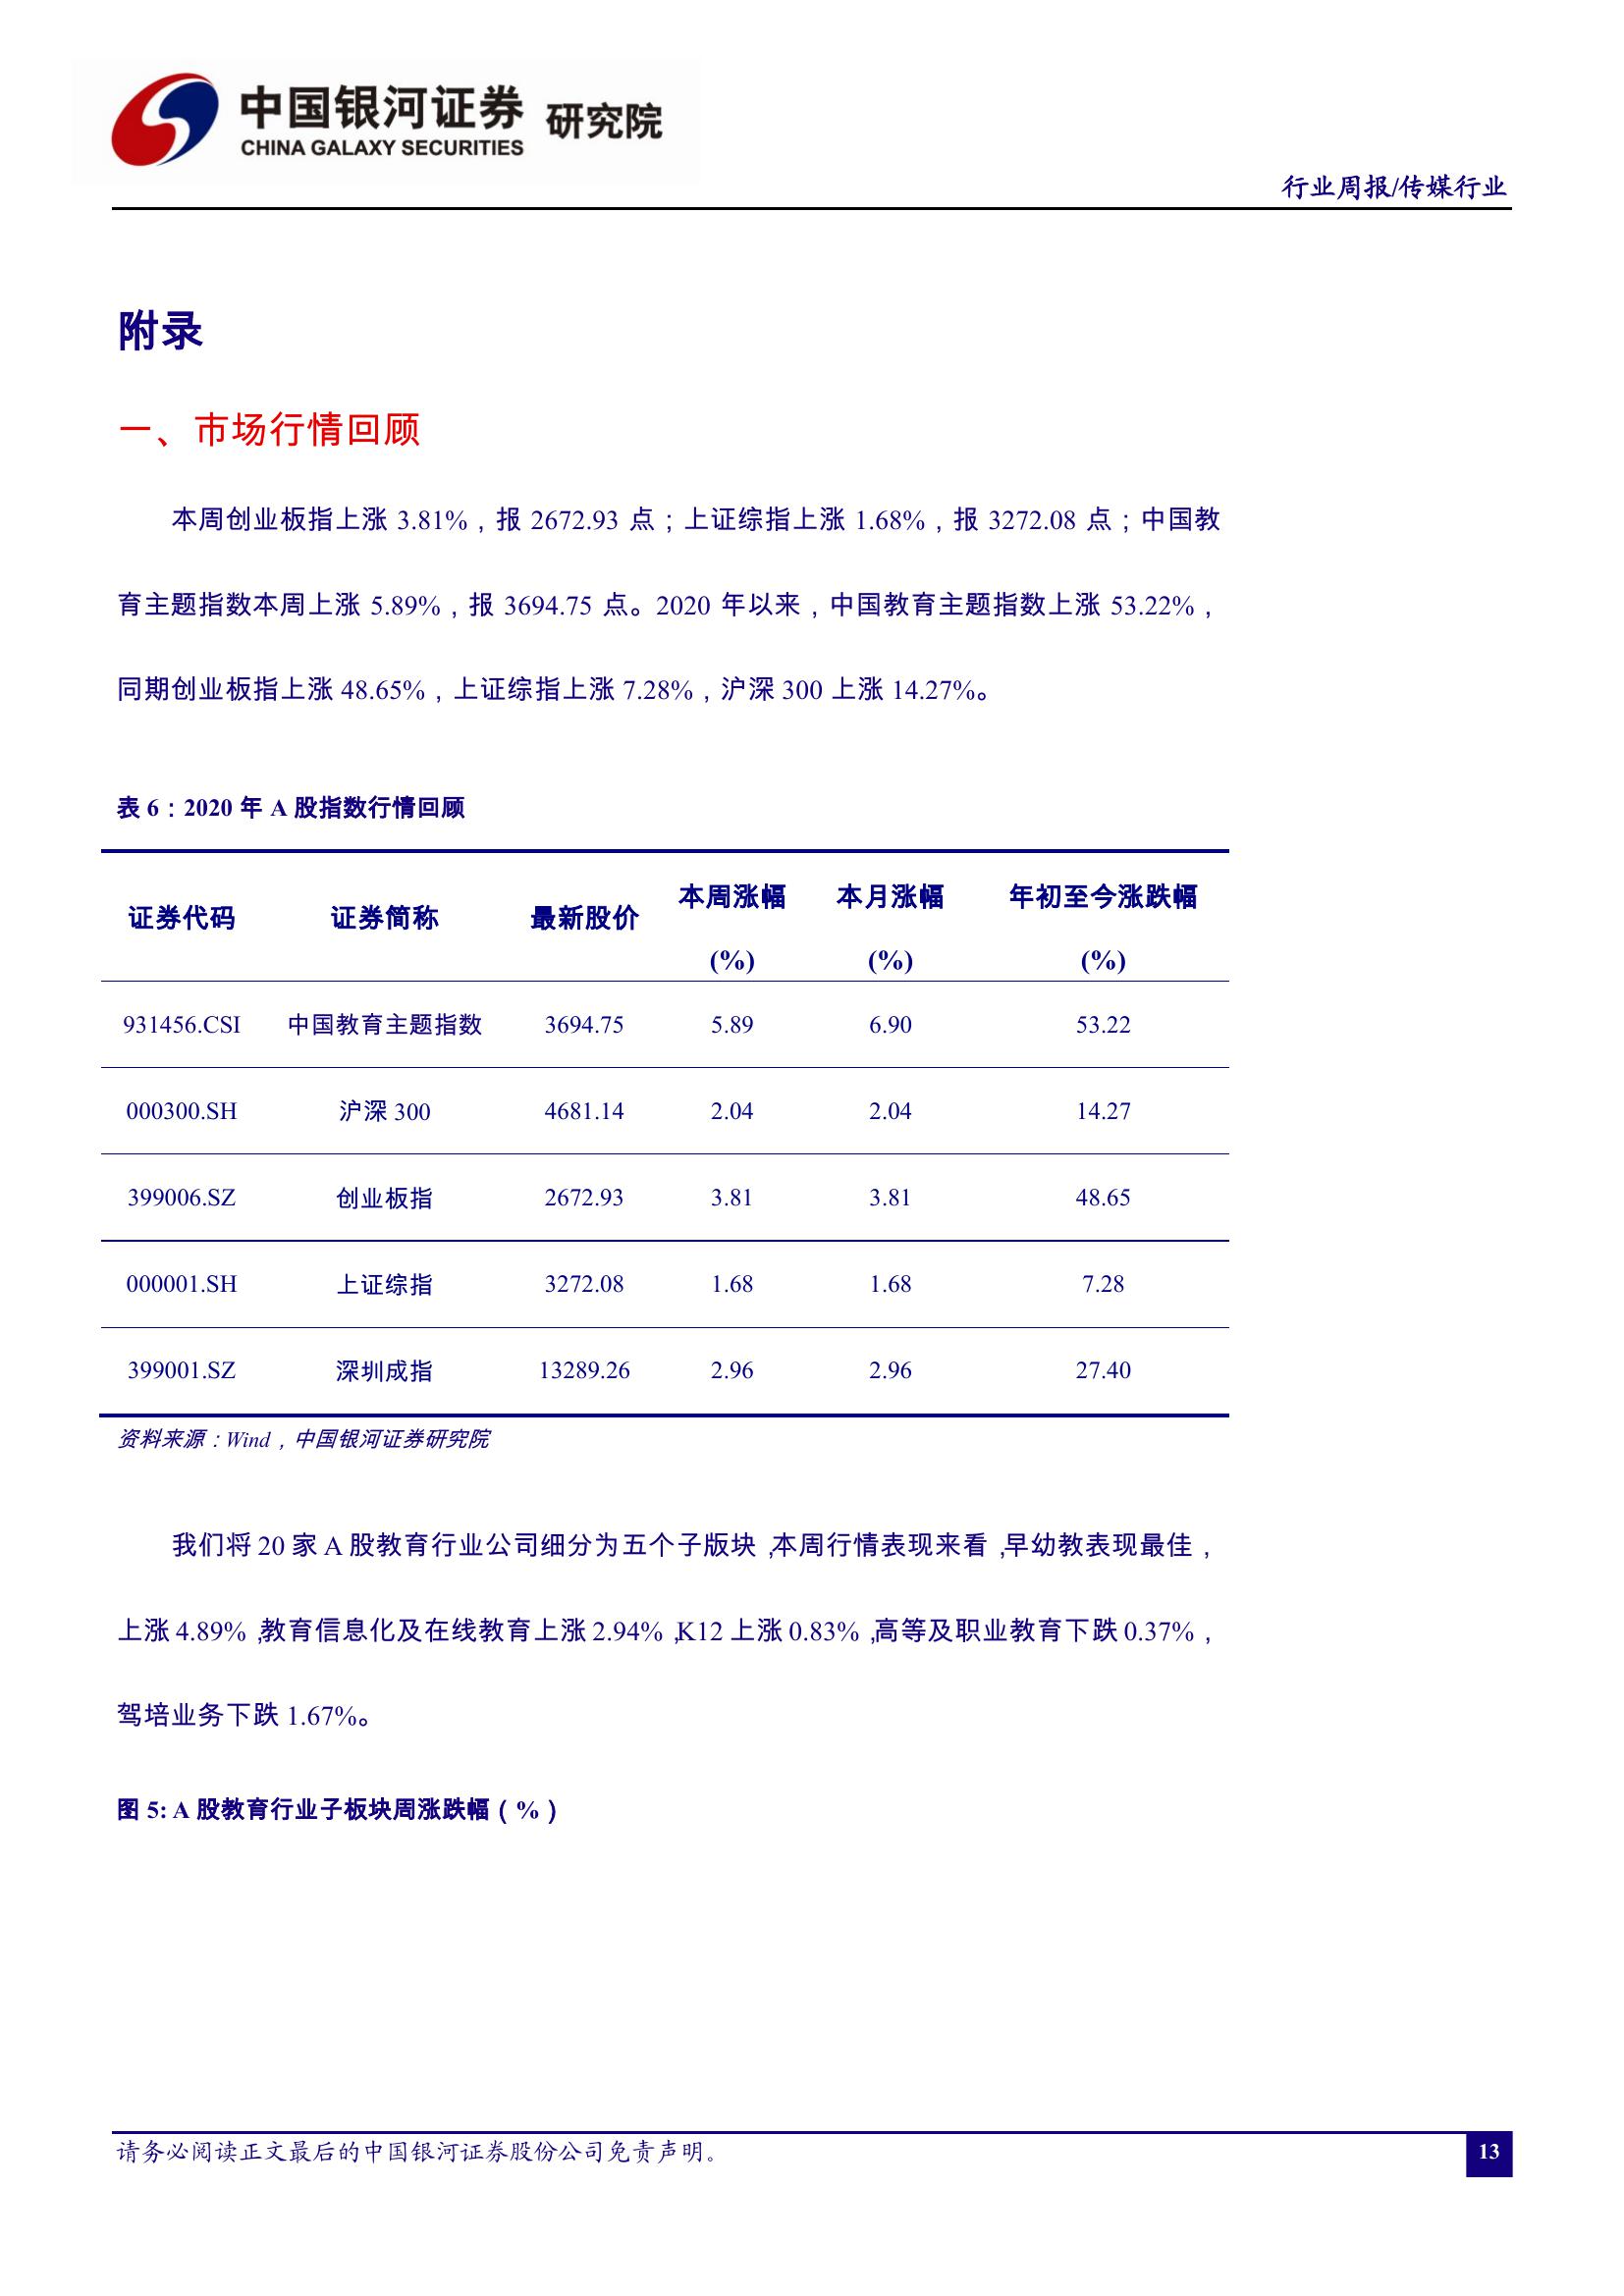 中国银河证券 研究院
CHINA GALAXY SECURITIES
行业周报/传媒行业
附录
一、市场行情回顾
本周创业板指上涨 3.81%，报 2672.93 点；上证综指上涨 1.68%，报 3272.08 点；中国教
育主题指数本周上涨 5.89%，报 3694.75 点。2020 年以来，中国教育主题指数上涨 53.22%，
同期创业板指上涨 48.65%，上证综指上涨 7.28%，沪深 300 上涨 14.27%。
表 6：2020 年 A 股指数行情回顾
证券代码 证券简称 最新股价 本周涨幅 本月涨幅 年初至今涨跌幅
(%) (%) (%)
931456.CSI 中国教育主题指数 3694.75 5.89 6.90 53.22
000300.SH 沪深 300 4681.14 2.04 2.04 14.27
399006.SZ 创业板指 2672.93 3.81 3.81 48.65
000001.SH 上证综指 3272.08 1.68 1.68 7.28
399001.SZ 深圳成指 13289.26 2.96 2.96 27.40
资料来源：Wind，中国银河证券研究院
我们将 20 家 A 股教育行业公司细分为五个子版块，本周行情表现来看，早幼教表现最佳，
上涨 4.89%，教育信息化及在线教育上涨 2.94%，K12 上涨 0.83%，高等及职业教育下跌 0.37%，
驾培业务下跌 1.67%。
图 5: A 股教育行业子板块周涨跌幅（%）
请务必阅读正文最后的中国银河证券股份公司免责声明。
13